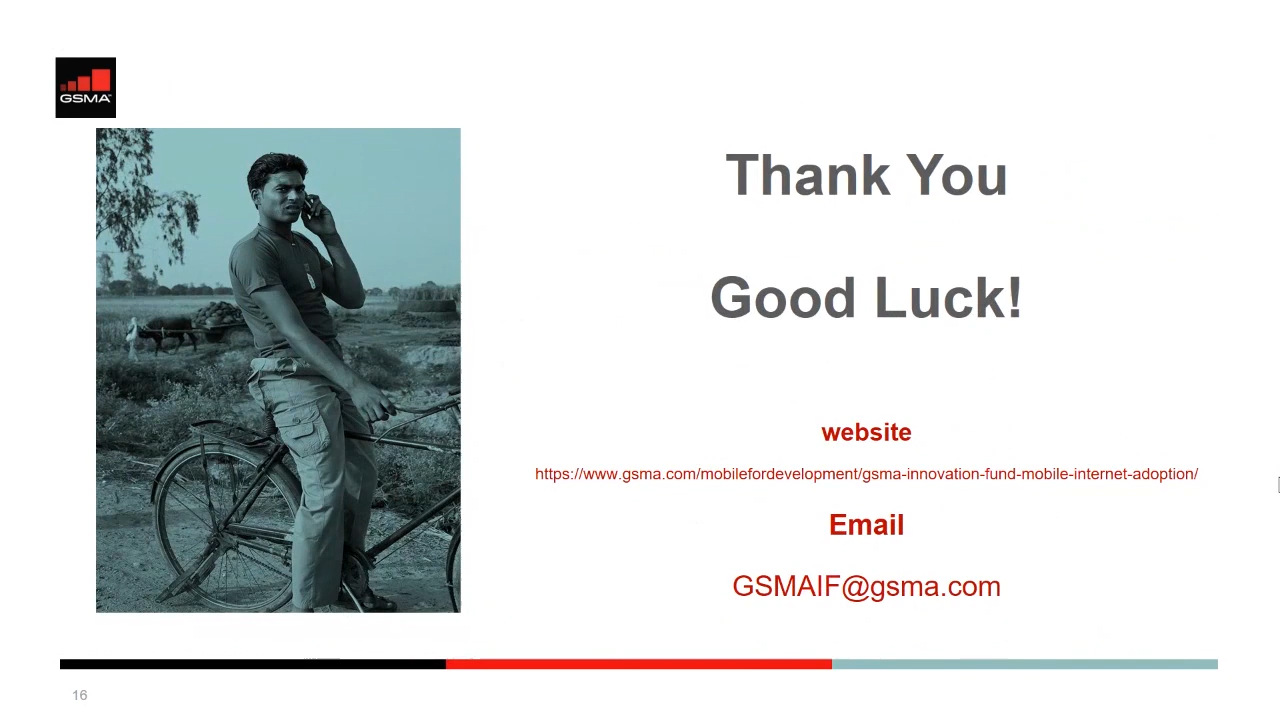 GSMA
Thank You
Good Luck!
website
https://www.gsma.com/mobilefordevelopment/gsma-innovation-fund-mobile-internet-adoption/
Email
GSMAIF@gsma.com
16